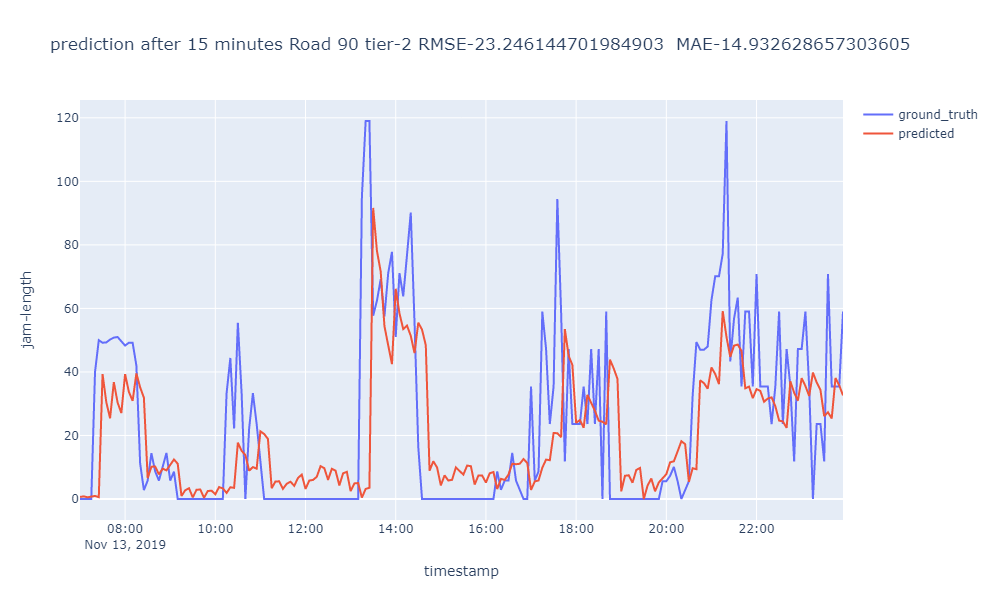 prediction after 15 minutes Road 90 tier-2 RMSE-23.246144701984903  MAE-14.932628657303605
ground_truth
predicted
jam-length
120
100
80
60
40
20
0
08:00 10:00 12:00 14:00 16:00 18:00 20:00 22:00
Nov 13, 2019
timestamp